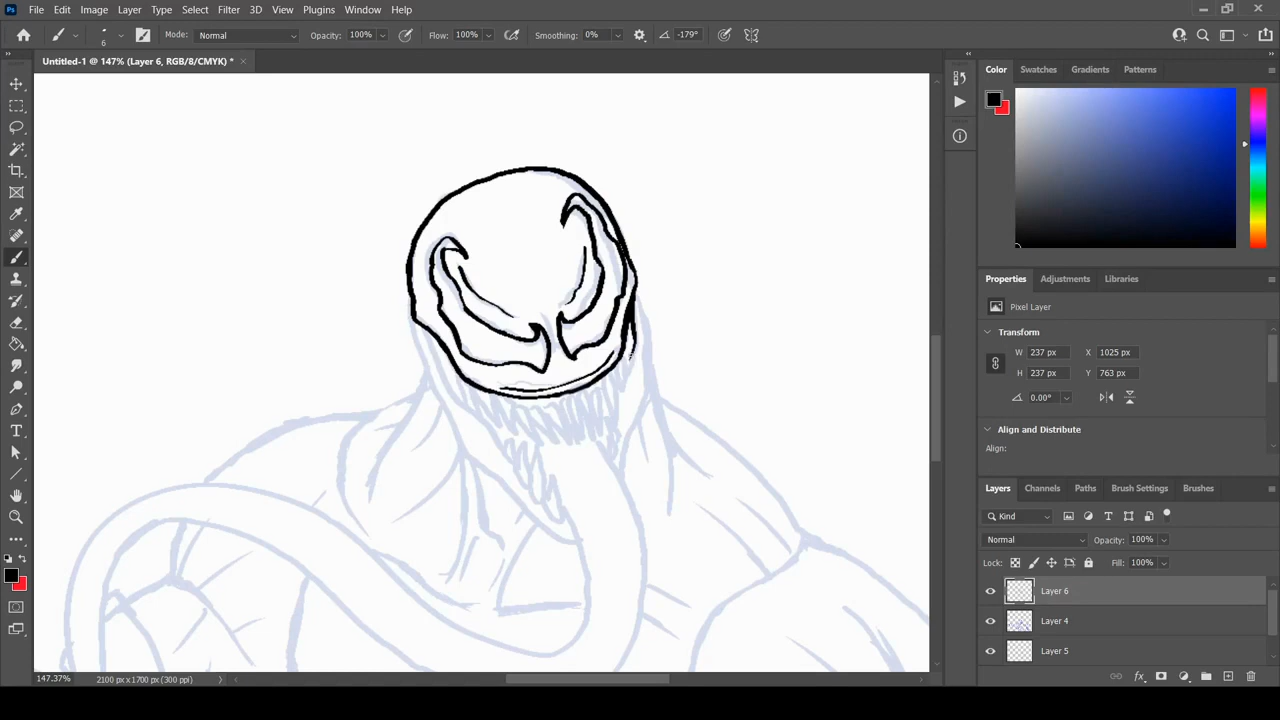 Ps File Edit Image Layer Type Select Filter 3D View Plugins Window Help
6 Mode: Normal Opacity: 100% Flow: 100% Smoothing: 0% -179°
Untitled-1 @ 147% (Layer 6, RGB/8/CMYK) * ×
Color Swatches Gradients Patterns
Properties Adjustments Libraries
Pixel Layer
Transform
W 237 px X 1025 px
H 237 px Y 763 px
0.00°
Align and Distribute
Align:
Layers Channels Paths Brush Settings Brushes
Kind
Normal Opacity: 100%
Lock: Fill: 100%
Layer 6
Layer 4
Layer 5
147.37% 2100 px x 1700 px (300 ppi)